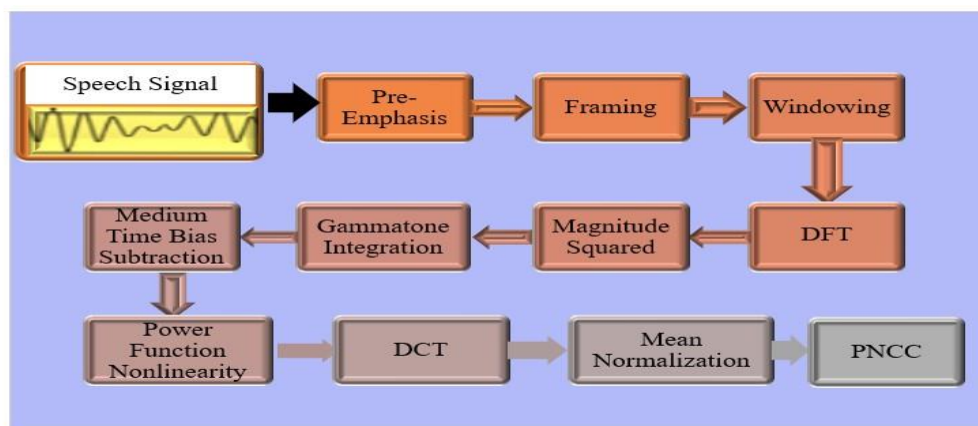 Speech Signal
Pre-
Emphasis
Framing
Windowing
DFT
Magnitude
Squared
Gammatone
Integration
Medium
Time Bias
Subtraction
Power
Function
Nonlinearity
DCT
Mean
Normalization
PNCC